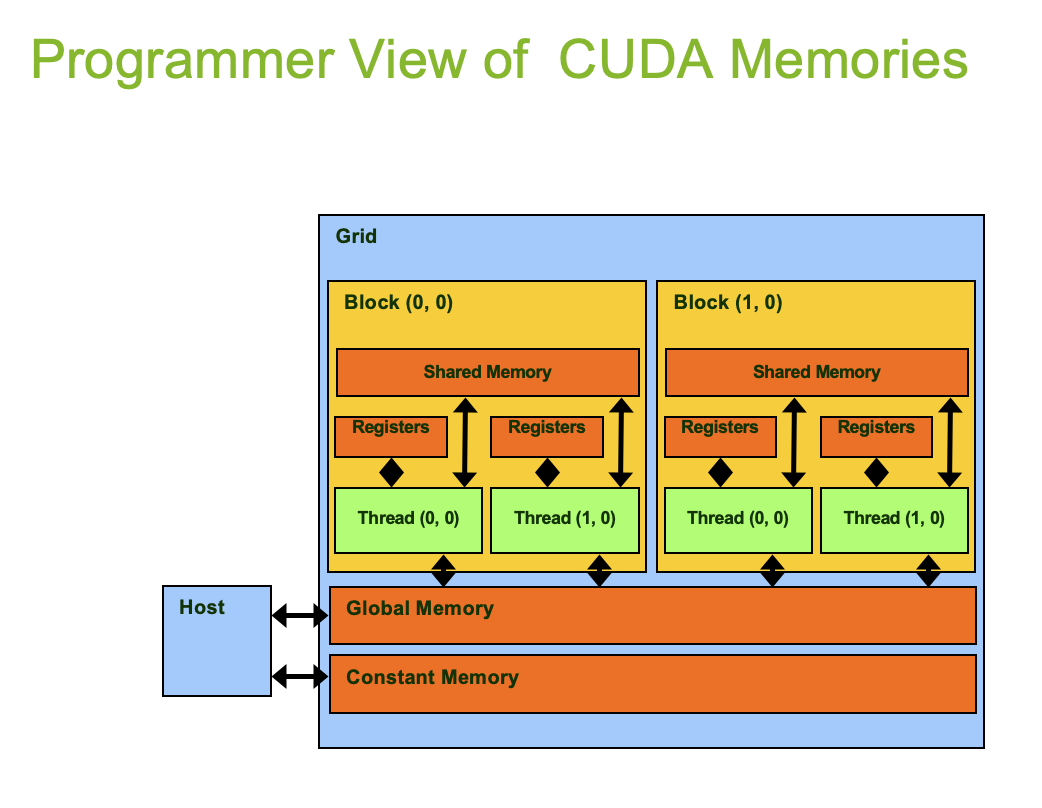 Programmer View of  CUDA Memories
Grid
Block (0, 0)
Block (1, 0)
Shared Memory
Shared Memory
Registers
Registers
Registers
Registers
Thread (0, 0)
Thread (1, 0)
Thread (0, 0)
Thread (1, 0)
Host
Global Memory
Constant Memory